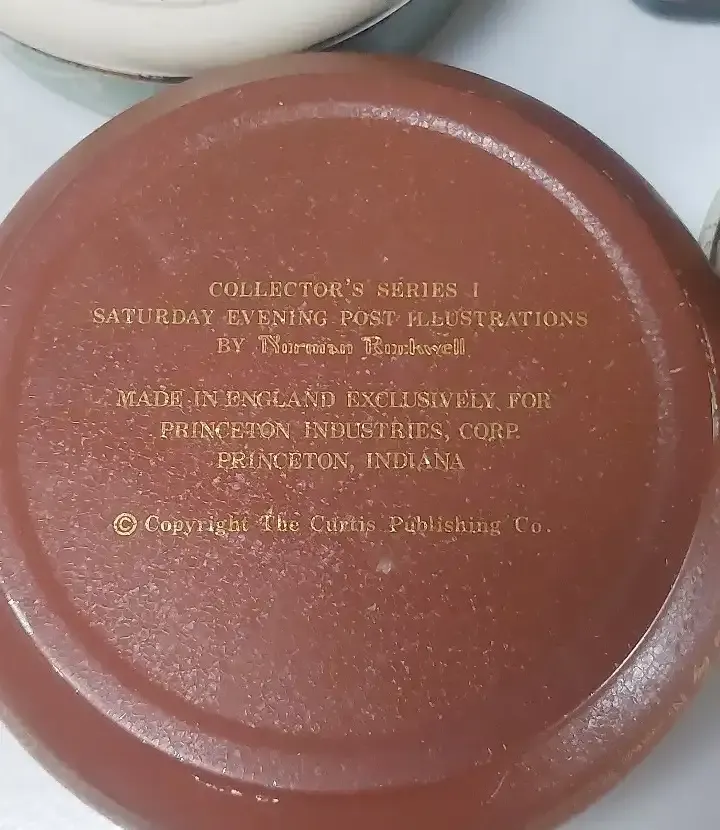 COLLECTOR'S SERIES I
SATURDAY EVENING POST ILLUSTRATIONS
BY Norman Rockwell
MADE IN ENGLAND EXCLUSIVELY FOR
PRINCETON INDUSTRIES, CORP.
PRINCETON, INDIANA
© Copyright The Curtis Publishing Co.